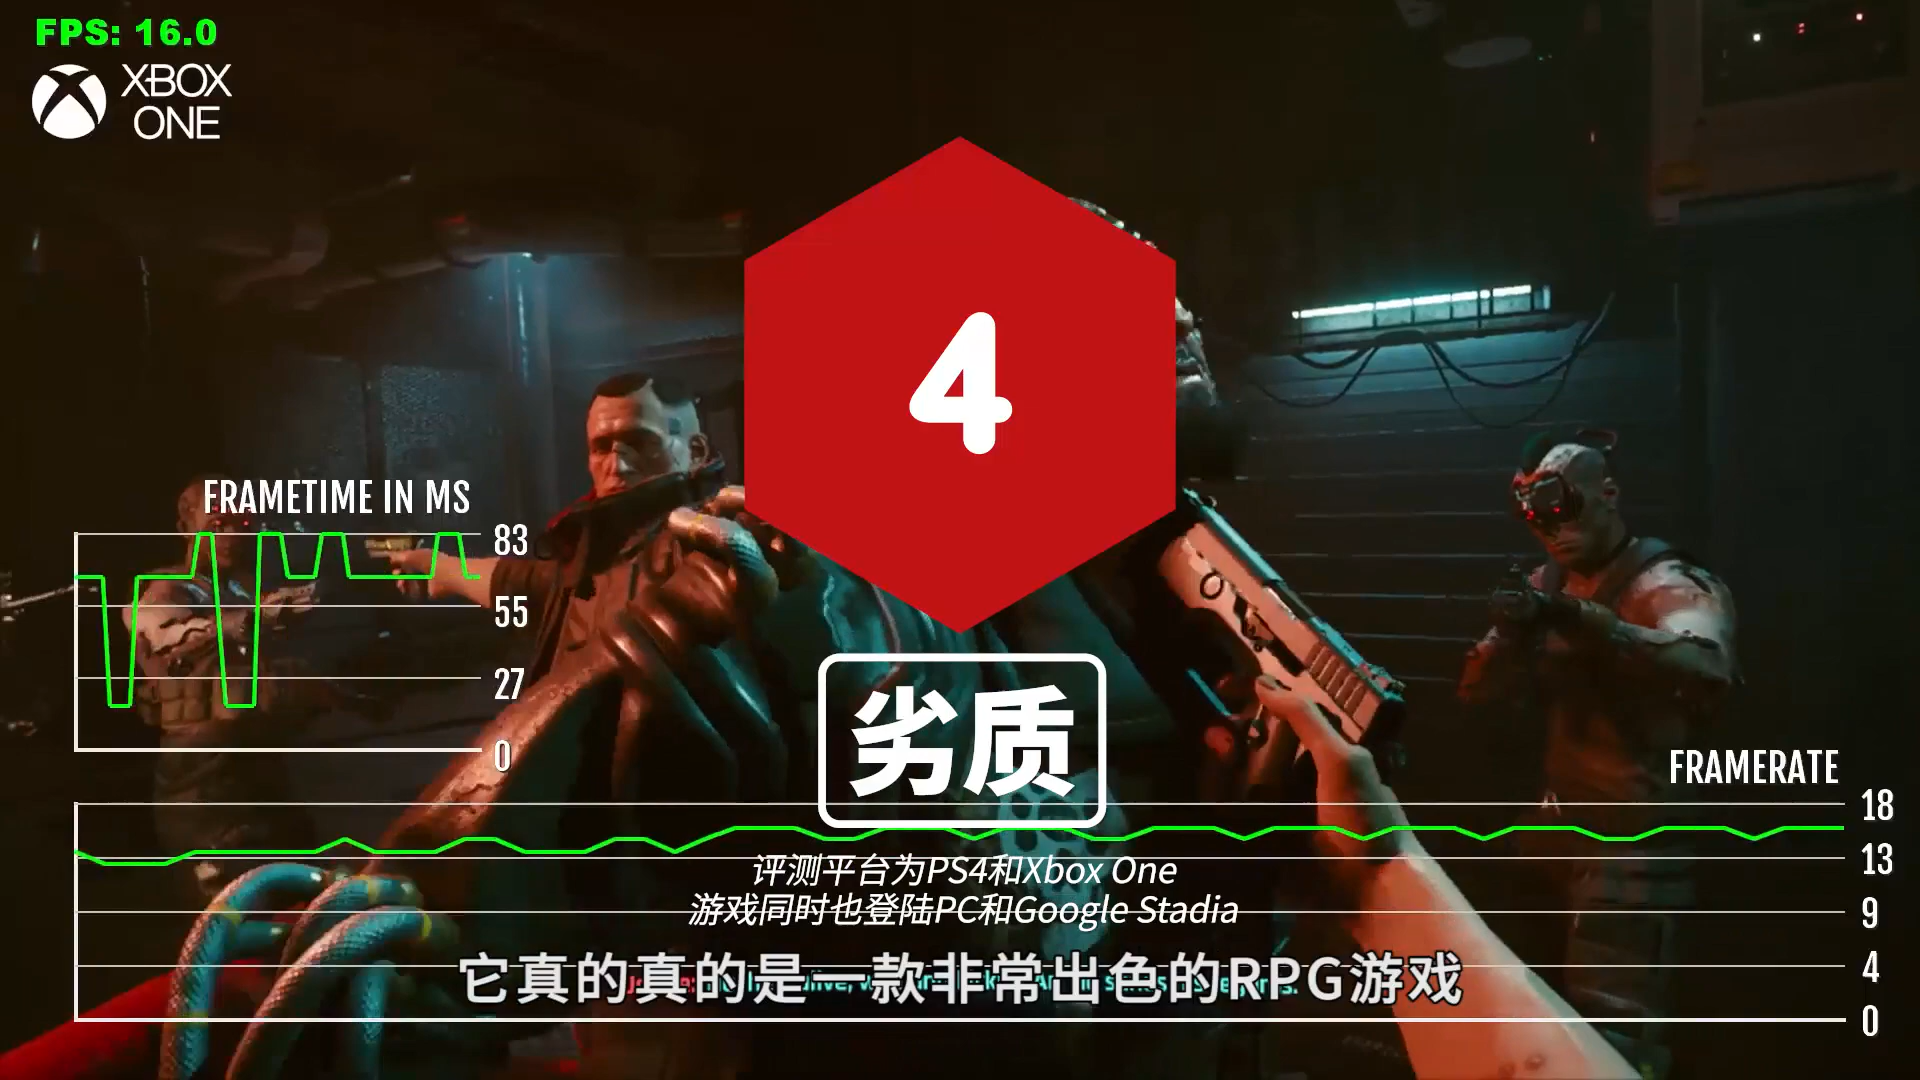 FPS: 16.0
XBOX
ONE
4
FRAMETIME IN MS
83
55
27
0
劣质
FRAMERATE
18
13
9
4
0
评测平台为PS4和Xbox One
游戏同时也登陆PC和Google Stadia
它真的真的是一款非常出色的RPG游戏